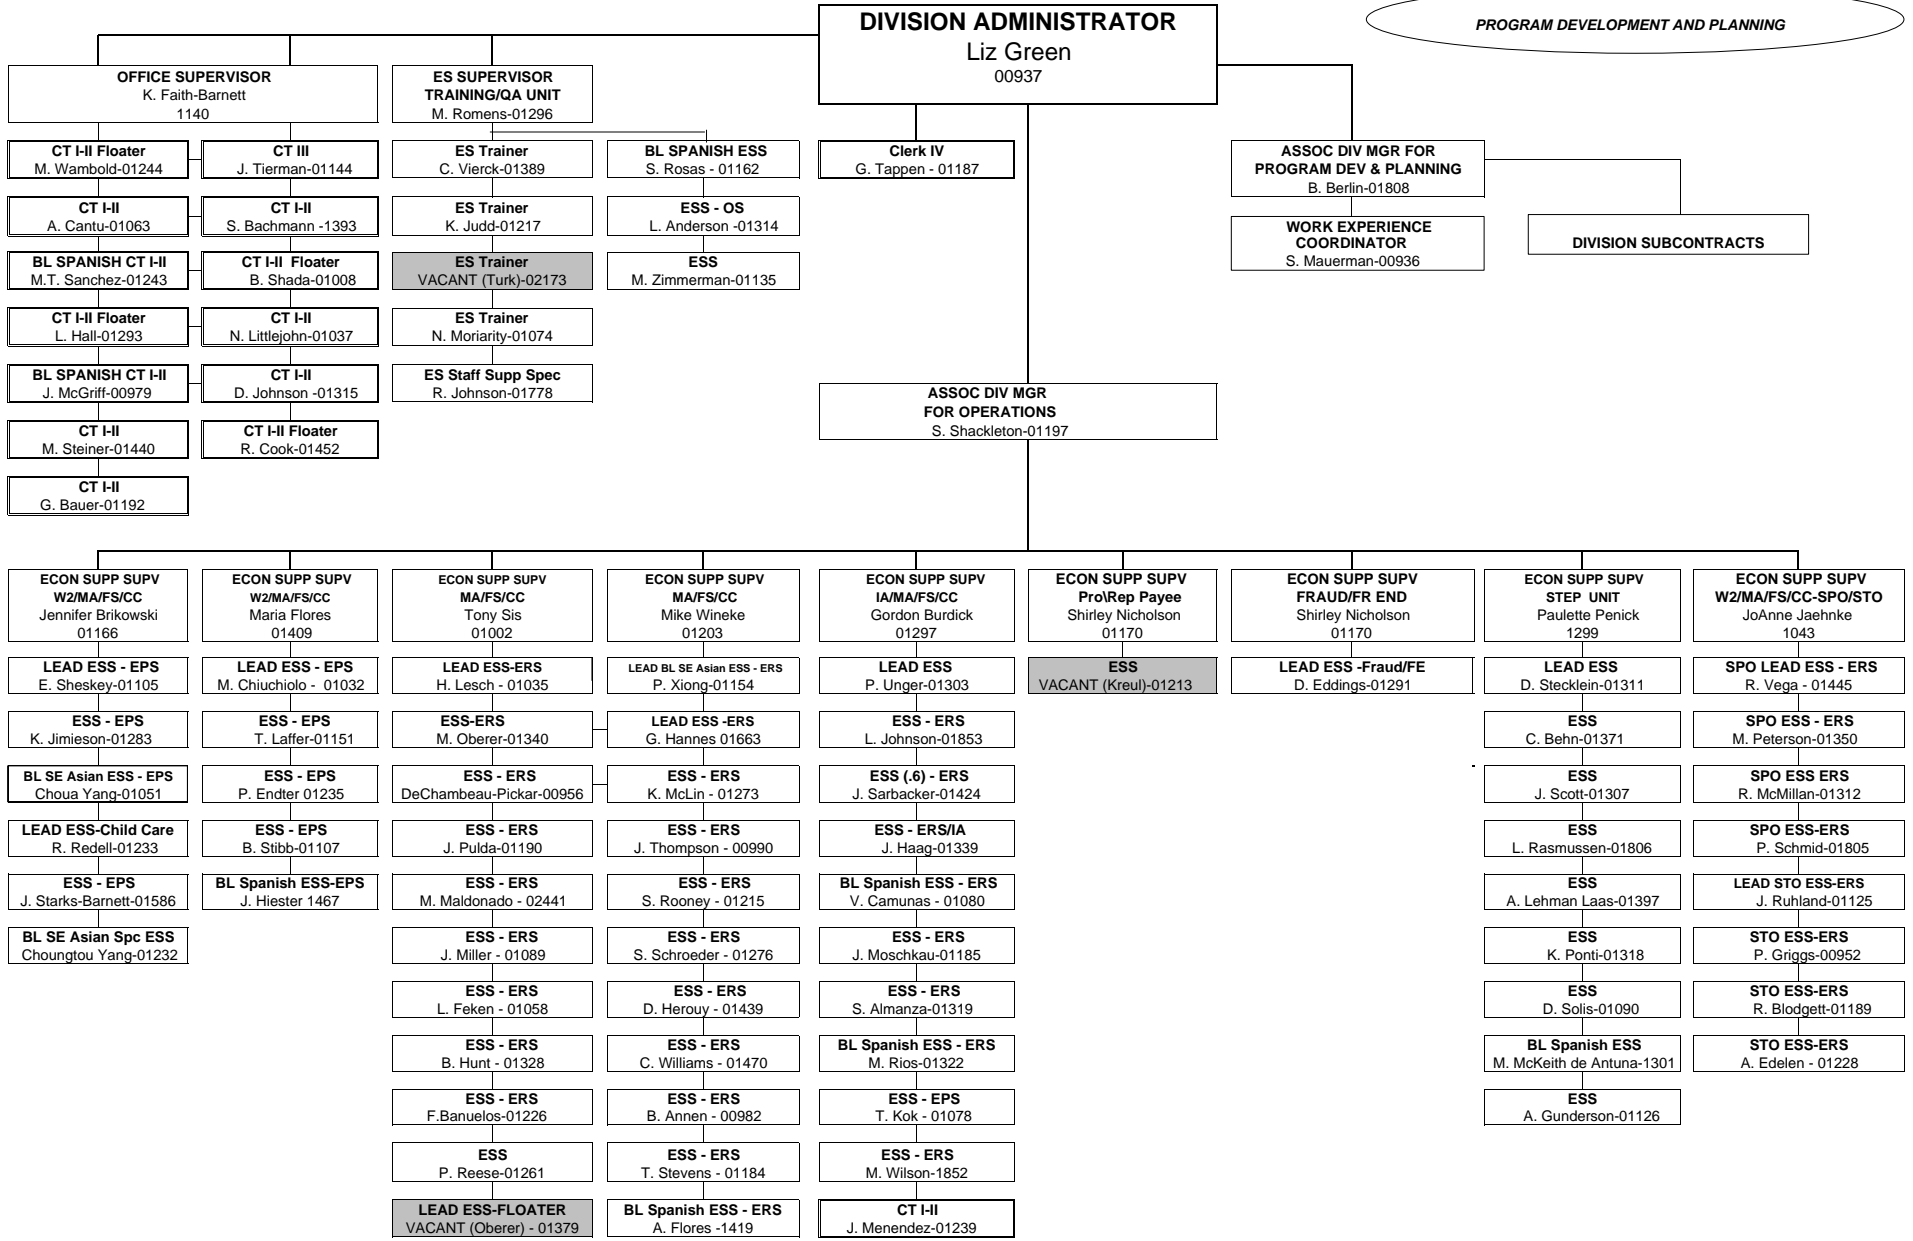 DIVISION ADMINISTRATOR
Liz Green
00937
PROGRAM DEVELOPMENT AND PLANNING
OFFICE SUPERVISOR
K. Faith-Barnett
1140
ES SUPERVISOR
TRAINING/QA UNIT
M. Romens-01296
CT I-II Floater
M. Wambold-01244
CT III
J. Tierman-01144
ES Trainer
C. Vierck-01389
BL SPANISH ESS
S. Rosas - 01162
Clerk IV
G. Tappen - 01187
ASSOC DIV MGR FOR
PROGRAM DEV & PLANNING
B. Berlin-01808
CT I-II
A. Cantu-01063
CT I-II
S. Bachmann -1393
ES Trainer
K. Judd-01217
ESS - OS
L. Anderson -01314
WORK EXPERIENCE
COORDINATOR
S. Mauerman-00936
DIVISION SUBCONTRACTS
BL SPANISH CT I-II
M.T. Sanchez-01243
CT I-II Floater
B. Shada-01008
ES Trainer
VACANT (Turk)-02173
ESS
M. Zimmerman-01135
CT I-II Floater
L. Hall-01293
CT I-II
N. Littlejohn-01037
ES Trainer
N. Moriarity-01074
BL SPANISH CT I-II
J. McGriff-00979
CT I-II
D. Johnson -01315
ES Staff Supp Spec
R. Johnson-01778
ASSOC DIV MGR
FOR OPERATIONS
S. Shackleton-01197
CT I-II
M. Steiner-01440
CT I-II Floater
R. Cook-01452
CT I-II
G. Bauer-01192
ECON SUPP SUPV
W2/MA/FS/CC
Jennifer Brikowski
01166
LEAD ESS - EPS
E. Sheskey-01105
ESS - EPS
K. Jimieson-01283
BL SE Asian ESS - EPS
Choua Yang-01051
LEAD ESS-Child Care
R. Redell-01233
ESS - EPS
J. Starks-Barnett-01586
BL SE Asian Spc ESS
Choungtou Yang-01232
ECON SUPP SUPV
W2/MA/FS/CC
Maria Flores
01409
LEAD ESS - EPS
M. Chiuchiolo - 01032
ESS - EPS
T. Laffer-01151
ESS - EPS
P. Endter 01235
ESS - EPS
B. Stibb-01107
BL Spanish ESS-EPS
J. Hiester 1467
ECON SUPP SUPV
MA/FS/CC
Tony Sis
01002
LEAD ESS-ERS
H. Lesch - 01035
ESS-ERS
M. Oberer-01340
ESS - ERS
DeChambeau-Pickar-00956
ESS - ERS
J. Pulda-01190
ESS - ERS
M. Maldonado - 02441
ESS - ERS
J. Miller - 01089
ESS - ERS
L. Feken - 01058
ESS - ERS
B. Hunt - 01328
ESS - ERS
F.Banuelos-01226
ESS
P. Reese-01261
LEAD ESS-FLOATER
VACANT (Oberer) - 01379
ECON SUPP SUPV
MA/FS/CC
Mike Wineke
01203
LEAD BL SE Asian ESS - ERS
P. Xiong-01154
LEAD ESS -ERS
G. Hannes 01663
ESS - ERS
K. McLin - 01273
ESS - ERS
J. Thompson - 00990
ESS - ERS
S. Rooney - 01215
ESS - ERS
S. Schroeder - 01276
ESS - ERS
D. Herouy - 01439
ESS - ERS
C. Williams - 01470
ESS - ERS
B. Annen - 00982
ESS - ERS
T. Stevens - 01184
BL Spanish ESS - ERS
A. Flores -1419
ECON SUPP SUPV
IA/MA/FS/CC
Gordon Burdick
01297
LEAD ESS
P. Unger-01303
ESS - ERS
L. Johnson-01853
ESS (.6) - ERS
J. Sarbacker-01424
ESS - ERS/IA
J. Haag-01339
BL Spanish ESS - ERS
V. Camunas - 01080
ESS - ERS
J. Moschkau-01185
ESS - ERS
S. Almanza-01319
BL Spanish ESS - ERS
M. Rios-01322
ESS - EPS
T. Kok - 01078
ESS - ERS
M. Wilson-1852
CT I-II
J. Menendez-01239
ECON SUPP SUPV
Pro\Rep Payee
Shirley Nicholson
01170
ESS
VACANT (Kreul)-01213
ECON SUPP SUPV
FRAUD/FR END
Shirley Nicholson
01170
LEAD ESS -Fraud/FE
D. Eddings-01291
ECON SUPP SUPV
STEP UNIT
Paulette Penick
1299
LEAD ESS
D. Stecklein-01311
ESS
C. Behn-01371
ESS
J. Scott-01307
ESS
L. Rasmussen-01806
ESS
A. Lehman Laas-01397
ESS
K. Ponti-01318
ESS
D. Solis-01090
BL Spanish ESS
M. McKeith de Antuna-1301
ESS
A. Gunderson-01126
ECON SUPP SUPV
W2/MA/FS/CC-SPO/STO
JoAnne Jaehnke
1043
SPO LEAD ESS - ERS
R. Vega - 01445
SPO ESS - ERS
M. Peterson-01350
SPO ESS ERS
R. McMillan-01312
SPO ESS-ERS
P. Schmid-01805
LEAD STO ESS-ERS
J. Ruhland-01125
STO ESS-ERS
P. Griggs-00952
STO ESS-ERS
R. Blodgett-01189
STO ESS-ERS
A. Edelen - 01228